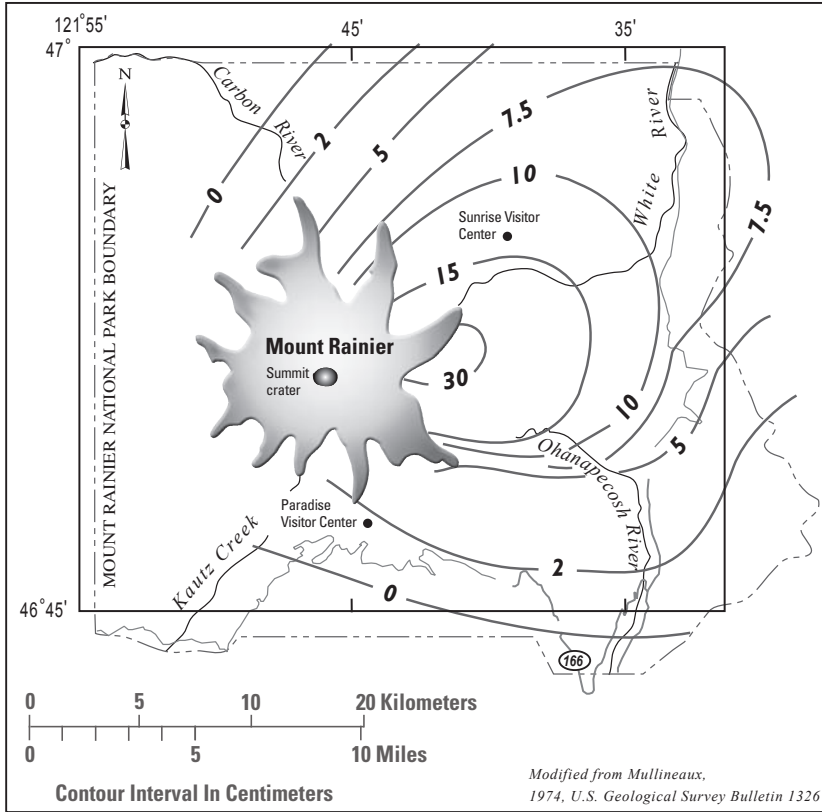 121˚55'
45'
35'
47˚
N
Carbon
River
0
2
5
7.5
10
White
River
Sunrise Visitor
Center
7.5
15
MOUNT RAINIER NATIONAL PARK BOUNDARY
Mount Rainier
Summit
crater
30
10
5
Ohanapecosh River
Paradise
Visitor Center
Kautz Creek
2
0
46˚45'
166
0
5
10
20 Kilometers
0
5
10 Miles
Contour Interval In Centimeters
Modified from Mullineaux,
1974, U.S. Geological Survey Bulletin 1326